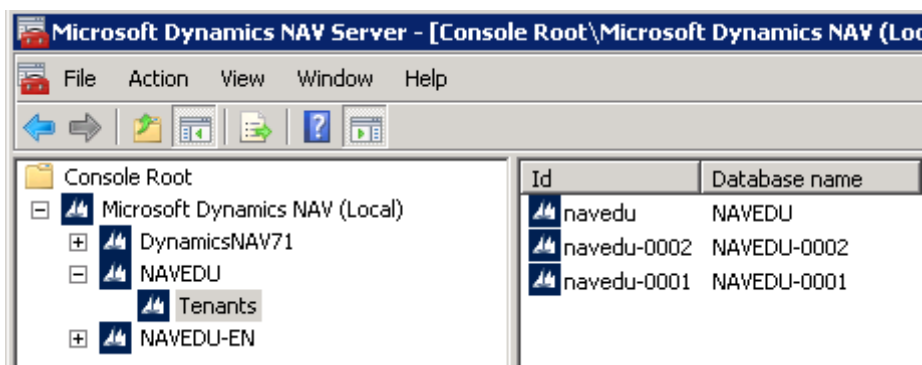 Microsoft Dynamics NAV Server - [Console Root\Microsoft Dynamics NAV (Loc
File Action View Window Help
Console Root
Microsoft Dynamics NAV (Local)
DynamicsNAV71
NAVEDU
Tenants
NAVEDU-EN
Id Database name
navedu NAVEDU
navedu-0002 NAVEDU-0002
navedu-0001 NAVEDU-0001